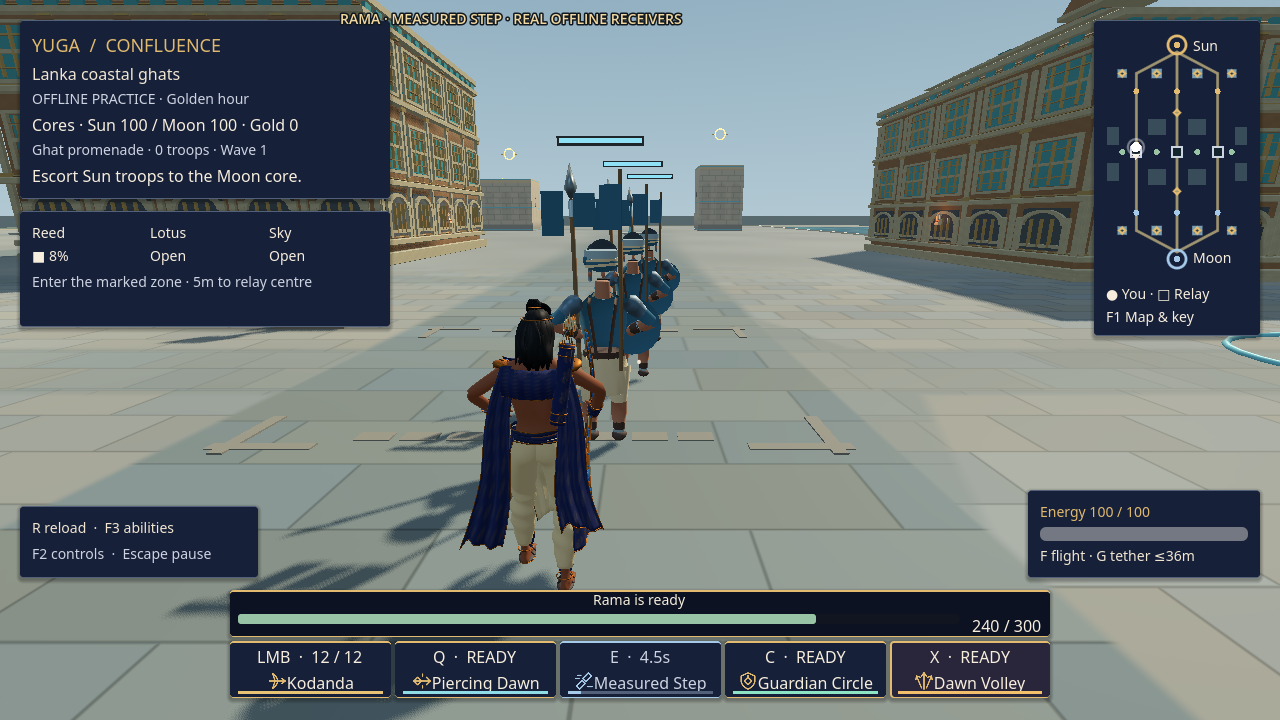 RAMA · MEASURED STEP · REAL OFFLINE RECEIVERS
YUGA / CONFLUENCE
Lanka coastal ghats
OFFLINE PRACTICE · Golden hour
Cores · Sun 100 / Moon 100 · Gold 0
Ghat promenade · 0 troops · Wave 1
Escort Sun troops to the Moon core.
Reed Lotus Sky
8% Open Open
Enter the marked zone · 5m to relay centre
Sun
Moon
You · □ Relay
F1 Map & key
R reload · F3 abilities
F2 controls · Escape pause
Energy 100 / 100
F flight · G tether ≤36m
Rama is ready
240 / 300
LMB · 12 / 12
Kodanda
Q · READY
Piercing Dawn
E · 4.5s
Measured Step
C · READY
Guardian Circle
X · READY
Dawn Volley